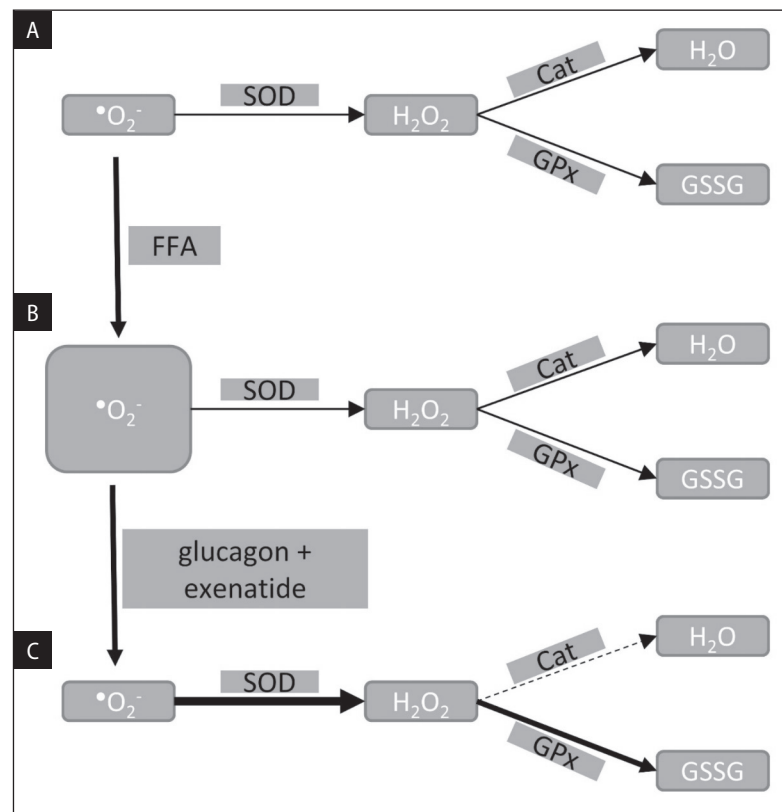 A
•O₂⁻
SOD
H₂O₂
Cat
H₂O
GPx
GSSG
FFA
B
•O₂⁻
SOD
H₂O₂
Cat
H₂O
GPx
GSSG
glucagon +
exenatide
C
•O₂⁻
SOD
H₂O₂
Cat
H₂O
GPx
GSSG